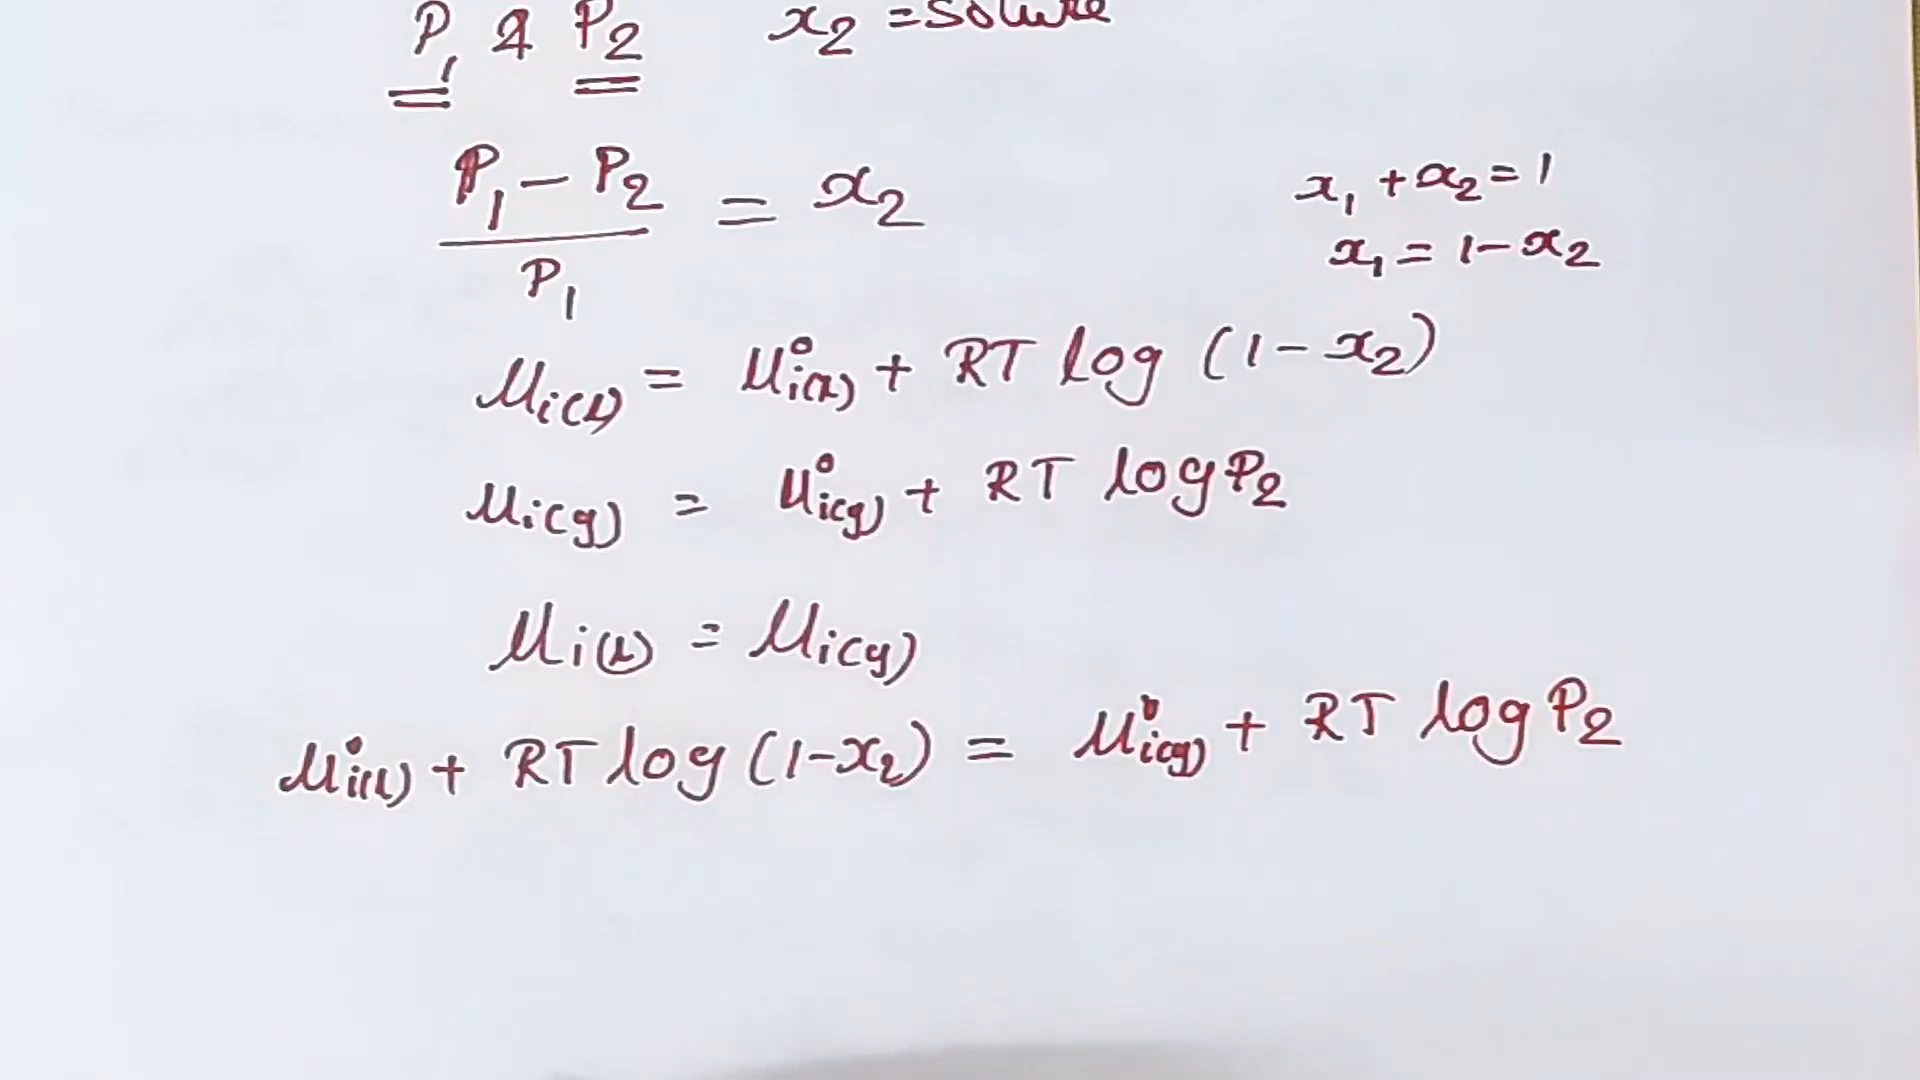 P₁ & P₂ x₂ = Solute
(P₁ − P₂)/P₁ = x₂
x₁ + x₂ = 1
x₁ = 1 − x₂
μi(l) = μ°i(l) + RT log (1 − x₂)
μi(g) = μ°i(g) + RT log P₂
μi(l) = μi(g)
μ°i(l) + RT log (1−x₂) = μ°i(g) + RT log P₂